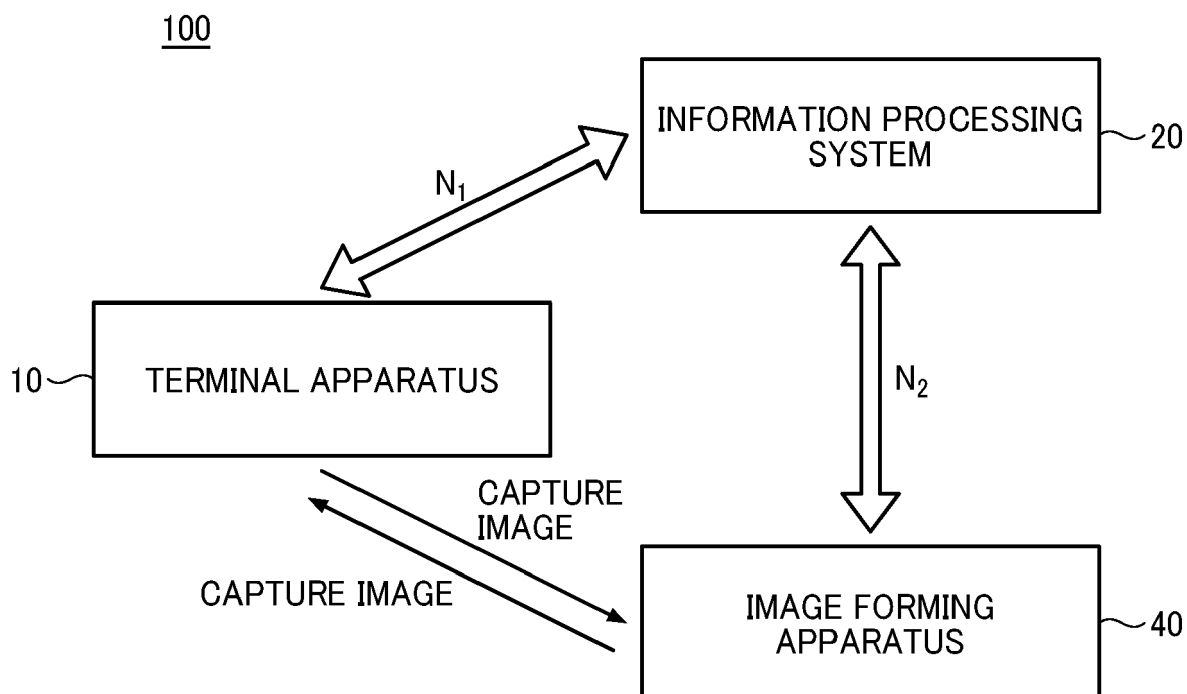 100
INFORMATION PROCESSING
SYSTEM
20
N1
TERMINAL APPARATUS
10
N2
CAPTURE
IMAGE
CAPTURE IMAGE
IMAGE FORMING
APPARATUS
40